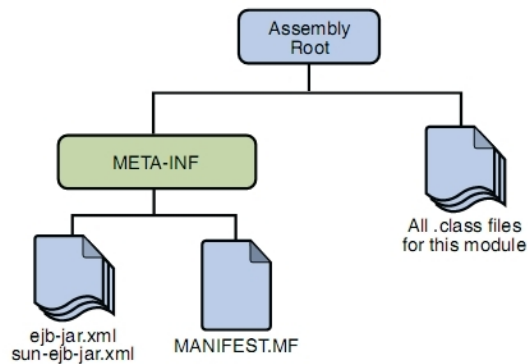 Assembly
Root
META-INF
All .class files
for this module
ejb-jar.xml
sun-ejb-jar.xml
MANIFEST.MF